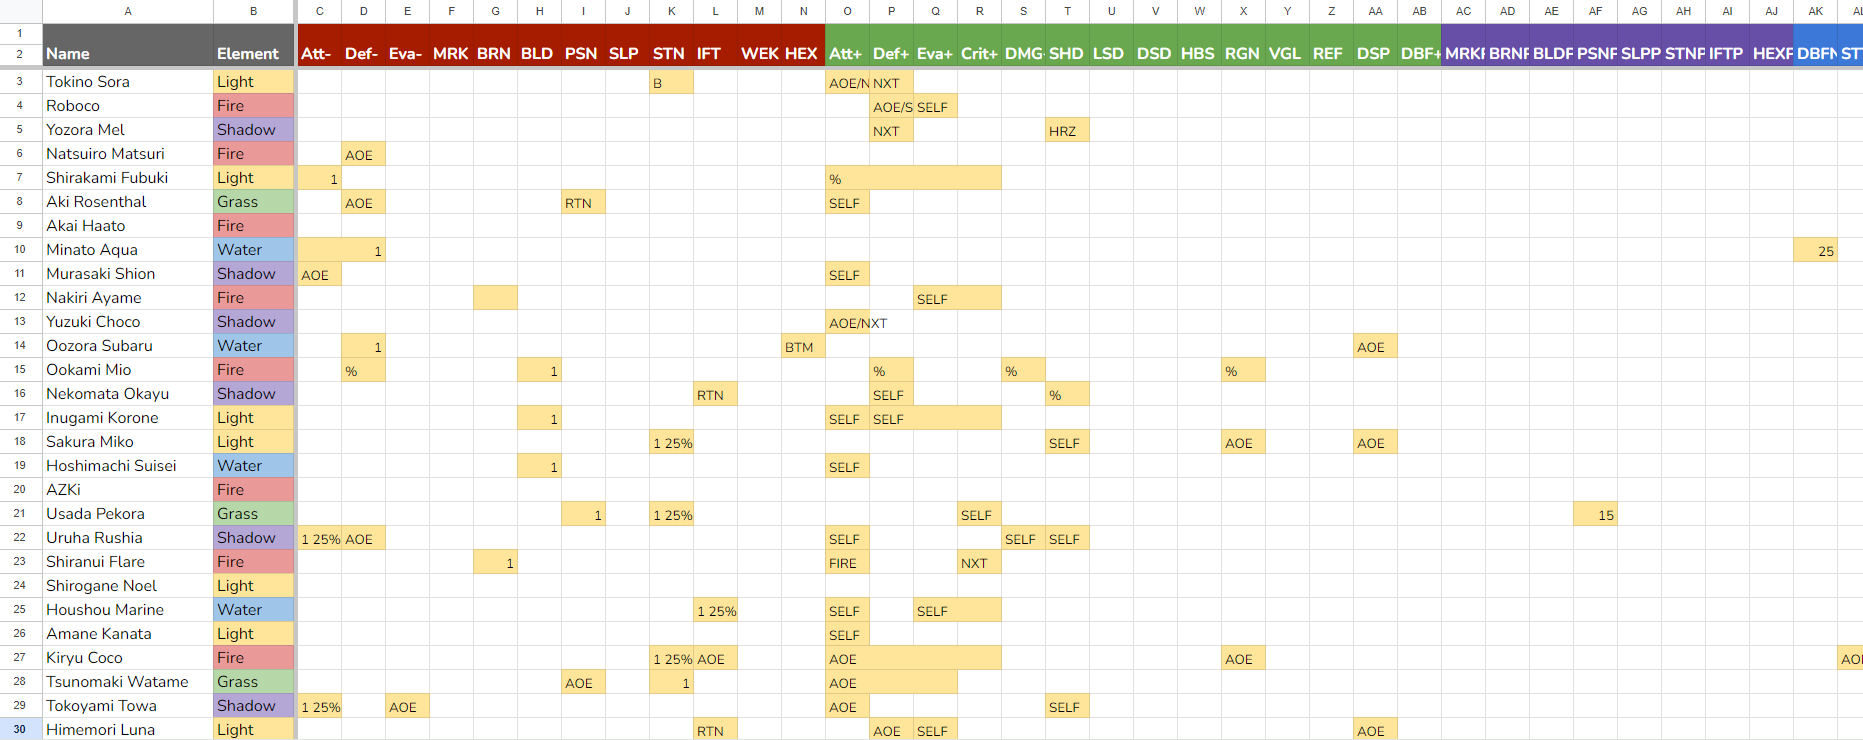 A B C D E F G H I J K L M N O P Q R S T U V W X Y Z AA AB AC AD AE AF AG AH AI AJ AK AL
1
2 Name Element Att- Def- Eva- MRK BRN BLD PSN SLP STN IFT WEK HEX Att+ Def+ Eva+ Crit+ DMG SHD LSD DSD HBS RGN VGL REF DSP DBF+ MRKP BRNP BLDP PSNP SLPP STNP IFTP HEXP DBFN ST
3 Tokino Sora Light B AOE/N NXT
4 Roboco Fire AOE/S SELF
5 Yozora Mel Shadow NXT HRZ
6 Natsuiro Matsuri Fire AOE
7 Shirakami Fubuki Light 1 %
8 Aki Rosenthal Grass AOE RTN SELF
9 Akai Haato Fire
10 Minato Aqua Water 1 25
11 Murasaki Shion Shadow AOE SELF
12 Nakiri Ayame Fire SELF
13 Yuzuki Choco Shadow AOE/NXT
14 Oozora Subaru Water 1 BTM AOE
15 Ookami Mio Fire % 1 % % %
16 Nekomata Okayu Shadow RTN SELF %
17 Inugami Korone Light 1 SELF SELF
18 Sakura Miko Light 1 25% SELF AOE AOE
19 Hoshimachi Suisei Water 1 SELF
20 AZKi Fire
21 Usada Pekora Grass 1 1 25% SELF 15
22 Uruha Rushia Shadow 1 25% AOE SELF SELF SELF
23 Shiranui Flare Fire 1 FIRE NXT
24 Shirogane Noel Light
25 Houshou Marine Water 1 25% SELF SELF
26 Amane Kanata Light SELF
27 Kiryu Coco Fire 1 25% AOE AOE AOE AOE
28 Tsunomaki Watame Grass AOE 1 AOE
29 Tokoyami Towa Shadow 1 25% AOE AOE SELF
30 Himemori Luna Light RTN AOE SELF AOE